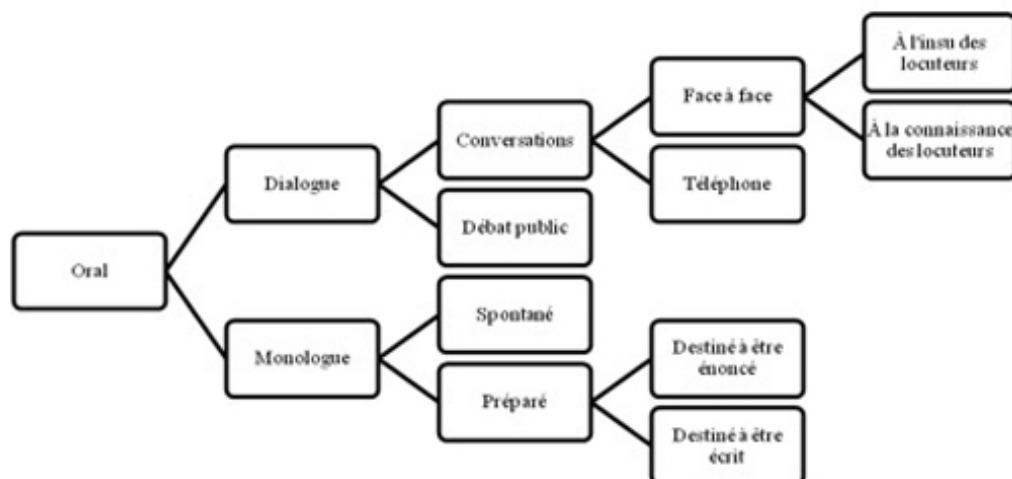 À l'insu des
locuteurs
Face à face
À la connaissance
des locuteurs
Conversations
Dialogue
Téléphone
Débat public
Oral
Spontané
Monologue
Destiné à être
énoncé
Préparé
Destiné à être
écrit